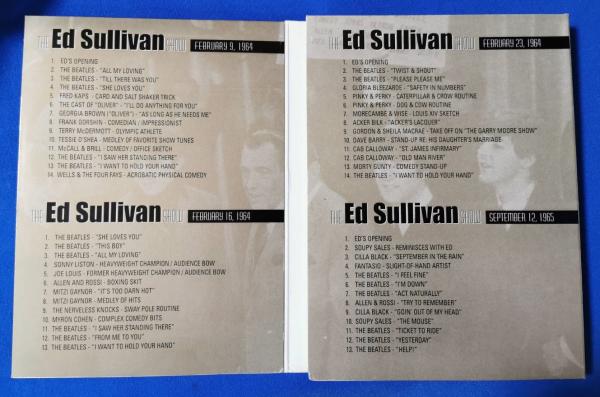 THE Ed Sullivan SHOW FEBRUARY 9, 1964
1. ED'S OPENING
2. THE BEATLES - "ALL MY LOVING"
3. THE BEATLES - "TILL THERE WAS YOU"
4. THE BEATLES - "SHE LOVES YOU"
5. FRED KAPS - CARD AND SALT SHAKER TRICK
6. THE CAST OF "OLIVER" - "I'LL DO ANYTHING FOR YOU"
7. GEORGIA BROWN ("OLIVER") - "AS LONG AS HE NEEDS ME"
8. FRANK GORSHIN - COMEDIAN / IMPRESSIONIST
9. TERRY McDERMOTT - OLYMPIC ATHLETE
10. TESSIE O'SHEA - MEDLEY OF FAVORITE SHOW TUNES
11. McCALL & BRILL - COMEDY / OFFICE SKETCH
12. THE BEATLES - "I SAW HER STANDING THERE"
13. THE BEATLES - "I WANT TO HOLD YOUR HAND"
14. WELLS & THE FOUR FAYS - ACROBATIC PHYSICAL COMEDY
THE Ed Sullivan SHOW FEBRUARY 16, 1964
1. THE BEATLES - "SHE LOVES YOU"
2. THE BEATLES - "THIS BOY"
3. THE BEATLES - "ALL MY LOVING"
4. SONNY LISTON - HEAVYWEIGHT CHAMPION / AUDIENCE BOW
5. JOE LOUIS - FORMER HEAVYWEIGHT CHAMPION / AUDIENCE BOW
6. ALLEN AND ROSSI - BOXING SKIT
7. MITZI GAYNOR - "IT'S TOO DARN HOT"
8. MITZI GAYNOR - MEDLEY OF HITS
9. THE NERVELESS KNOCKS - SWAY POLE ROUTINE
10. MYRON COHEN - COMPLEX COMEDY BITS
11. THE BEATLES - "I SAW HER STANDING THERE"
12. THE BEATLES - "FROM ME TO YOU"
13. THE BEATLES - "I WANT TO HOLD YOUR HAND"
THE Ed Sullivan SHOW FEBRUARY 23, 1964
1. ED'S OPENING
2. THE BEATLES - "TWIST & SHOUT"
3. THE BEATLES - "PLEASE PLEASE ME"
4. GLORIA BLEEZARDE - "SAFETY IN NUMBERS"
5. PINKY & PERKY - CATERPILLAR & CROW ROUTINE
6. PINKY & PERKY - DOG & COW ROUTINE
7. MORECAMBE & WISE - LOUIS XIV SKETCH
8. ACKER BILK - "ACKER'S LACQUER"
9. GORDON & SHEILA MACRAE - TAKE OFF ON "THE GARRY MOORE SHOW"
10. DAVE BARRY - STAND-UP RE: HIS DAUGHTER'S MARRIAGE
11. CAB CALLOWAY - "ST. JAMES INFIRMARY"
12. CAB CALLOWAY - "OLD MAN RIVER"
13. MORTY GUNTY - COMEDY STAND-UP
14. THE BEATLES - "I WANT TO HOLD YOUR HAND"
THE Ed Sullivan SHOW SEPTEMBER 12, 1965
1. ED'S OPENING
2. SOUPY SALES - REMINISCES WITH ED
3. CILLA BLACK - "SEPTEMBER IN THE RAIN"
4. FANTASIO - SLIGHT-OF-HAND ARTIST
5. THE BEATLES - "I FEEL FINE"
6. THE BEATLES - "I'M DOWN"
7. THE BEATLES - "ACT NATURALLY"
8. ALLEN & ROSSI - "TRY TO REMEMBER"
9. CILLA BLACK - "GOIN' OUT OF MY HEAD"
10. SOUPY SALES - "THE MOUSE"
11. THE BEATLES - "TICKET TO RIDE"
12. THE BEATLES - "YESTERDAY"
13. THE BEATLES - "HELP!"